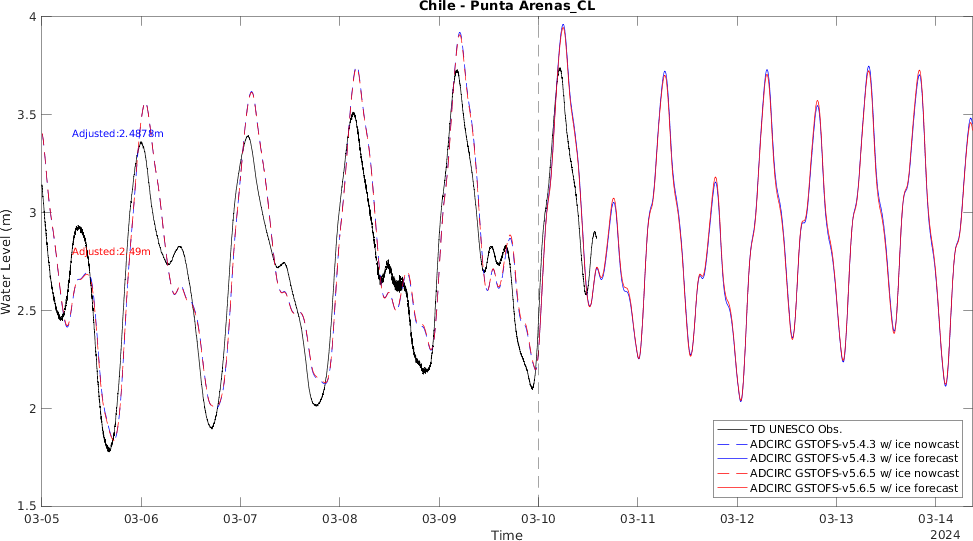 Chile - Punta Arenas_CL
4
3.5
3
2.5
2
1.5
Water Level (m)
Adjusted:2.4878m
Adjusted:2.49m
TD UNESCO Obs.
ADCIRC GSTOFS-v5.4.3 w/ ice nowcast
ADCIRC GSTOFS-v5.4.3 w/ ice forecast
ADCIRC GSTOFS-v5.6.5 w/ ice nowcast
ADCIRC GSTOFS-v5.6.5 w/ ice forecast
03-05 03-06 03-07 03-08 03-09 03-10 03-11 03-12 03-13 03-14
Time
2024